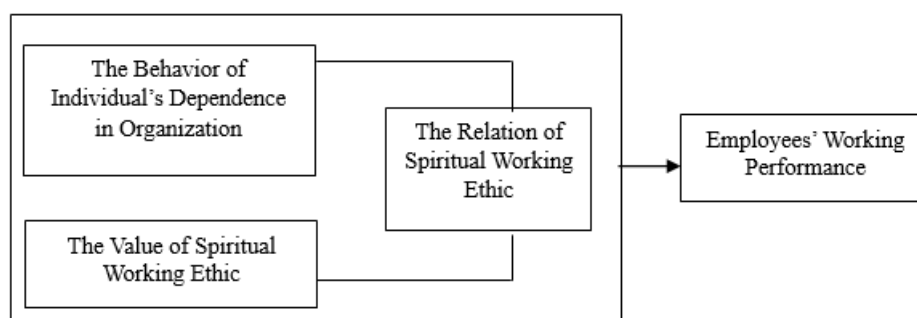 The Behavior of
Individual’s Dependence
in Organization
The Relation of
Spiritual Working
Ethic
The Value of Spiritual
Working Ethic
Employees’ Working
Performance